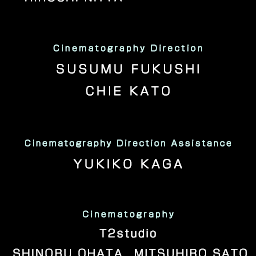 Cinematography Direction
SUSUMU FUKUSHI
CHIE KATO
Cinematography Direction Assistance
YUKIKO KAGA
Cinematography
T2studio
SHINOBU OHATA MITSUHIRO SATO